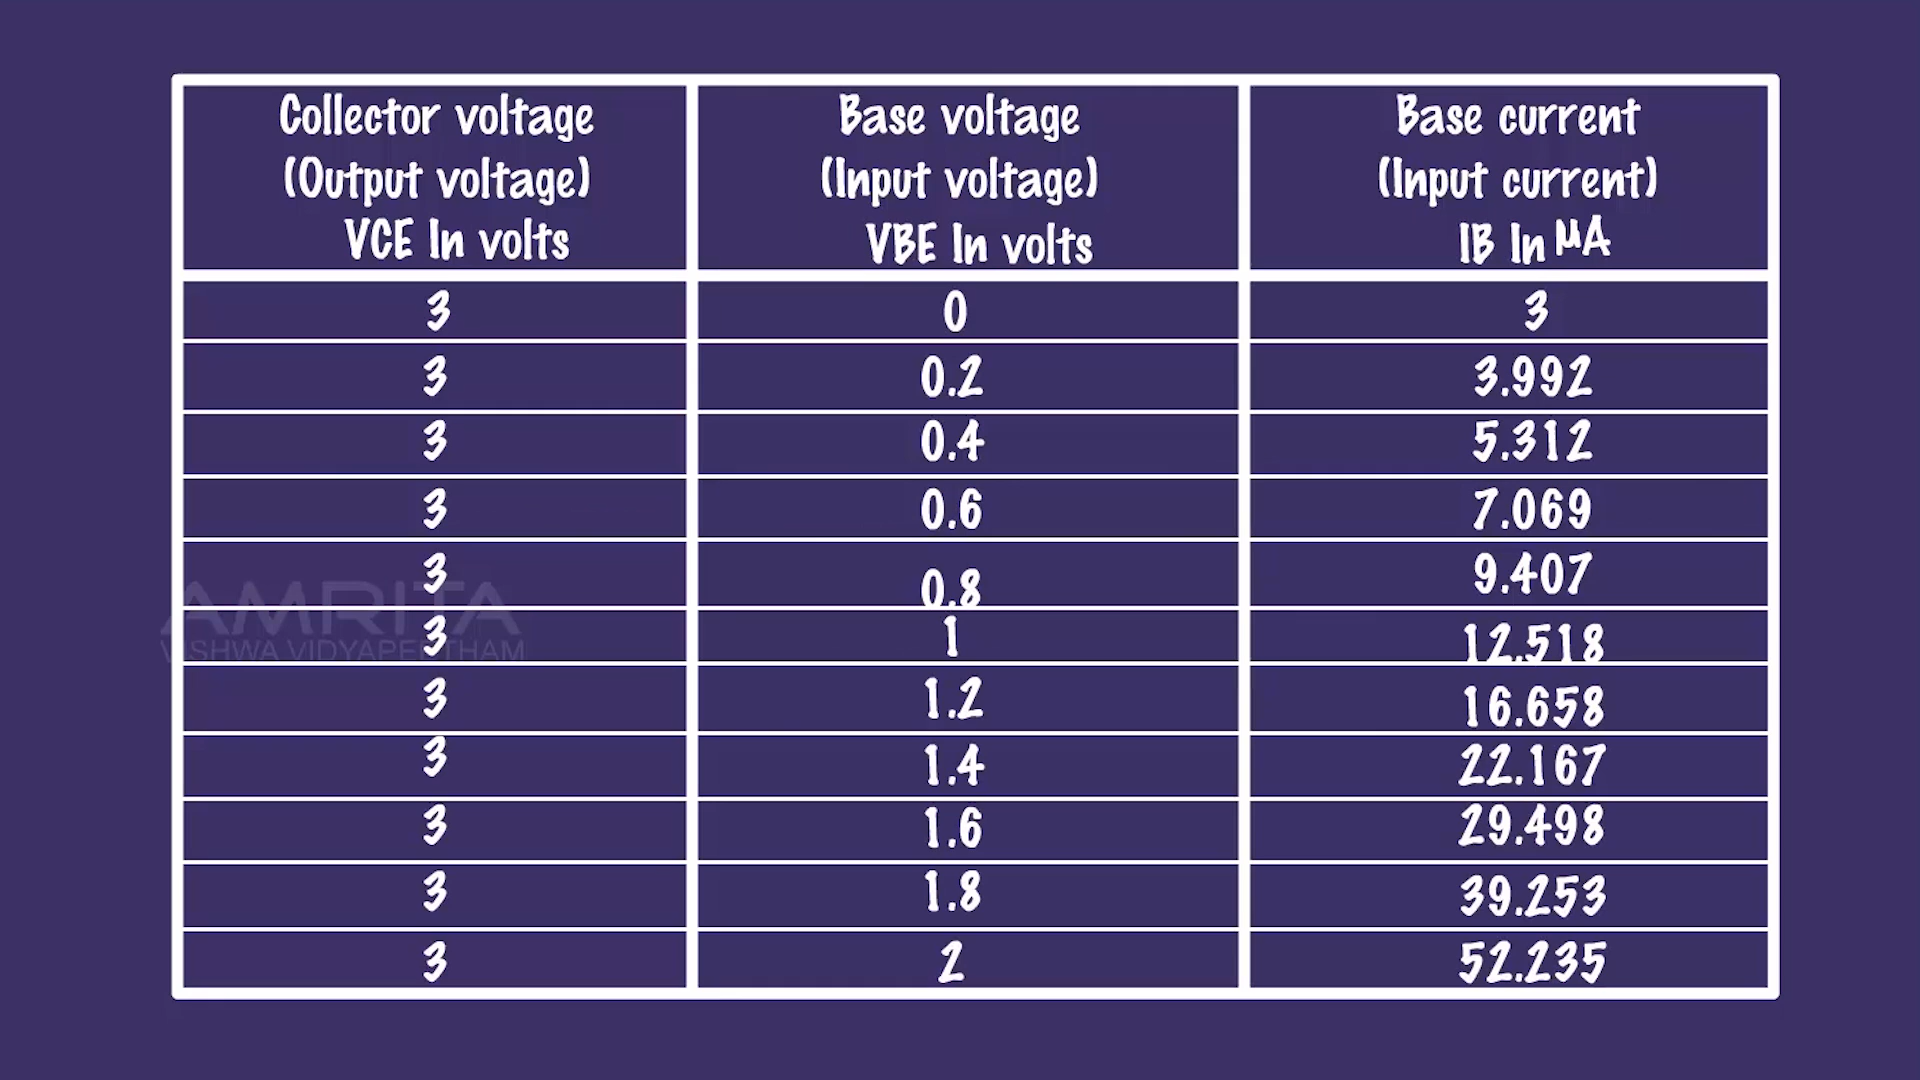 Collector voltage
(Output voltage)
VCE In volts
Base voltage
(Input voltage)
VBE In volts
Base current
(Input current)
IB In µA
3 0 3
3 0.2 3.992
3 0.4 5.312
3 0.6 7.069
3 0.8 9.407
3 1 12.518
3 1.2 16.658
3 1.4 22.167
3 1.6 29.498
3 1.8 39.253
3 2 52.235
AMRITA
VISHWA VIDYAPEETHAM